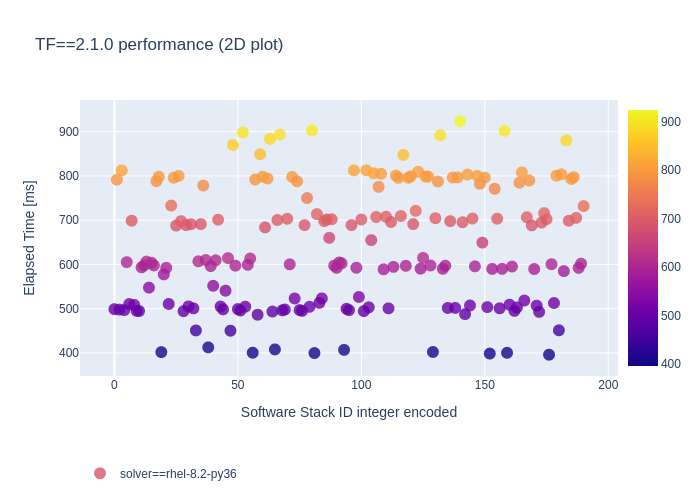 TF==2.1.0 performance (2D plot)
Elapsed Time [ms]
900
800
700
600
500
400
0 50 100 150 200
Software Stack ID integer encoded
900
800
700
600
500
400
solver==rhel-8.2-py36